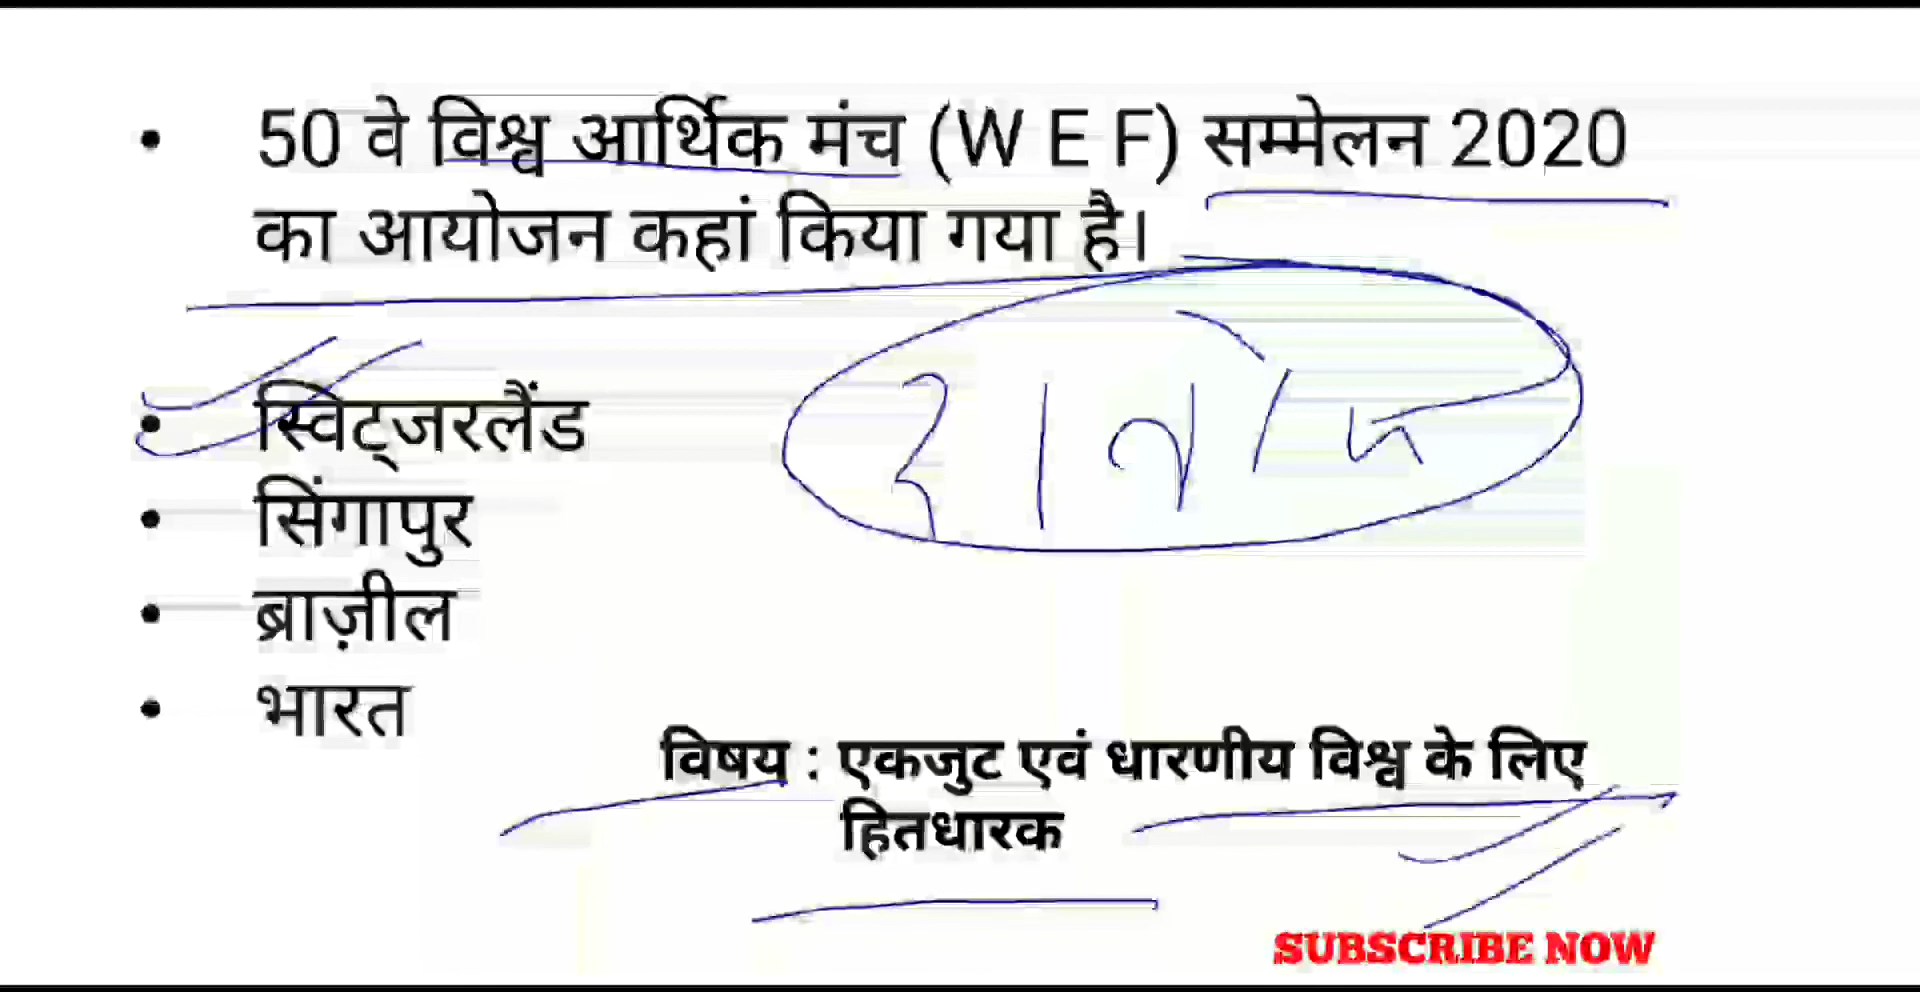 50 वे विश्व आर्थिक मंच (W E F) सम्मेलन 2020
का आयोजन कहां किया गया है।
स्विट्जरलैंड
सिंगापुर
ब्राज़ील
भारत
विषय : एकजुट एवं धारणीय विश्व के लिए
हितधारक
SUBSCRIBE NOW